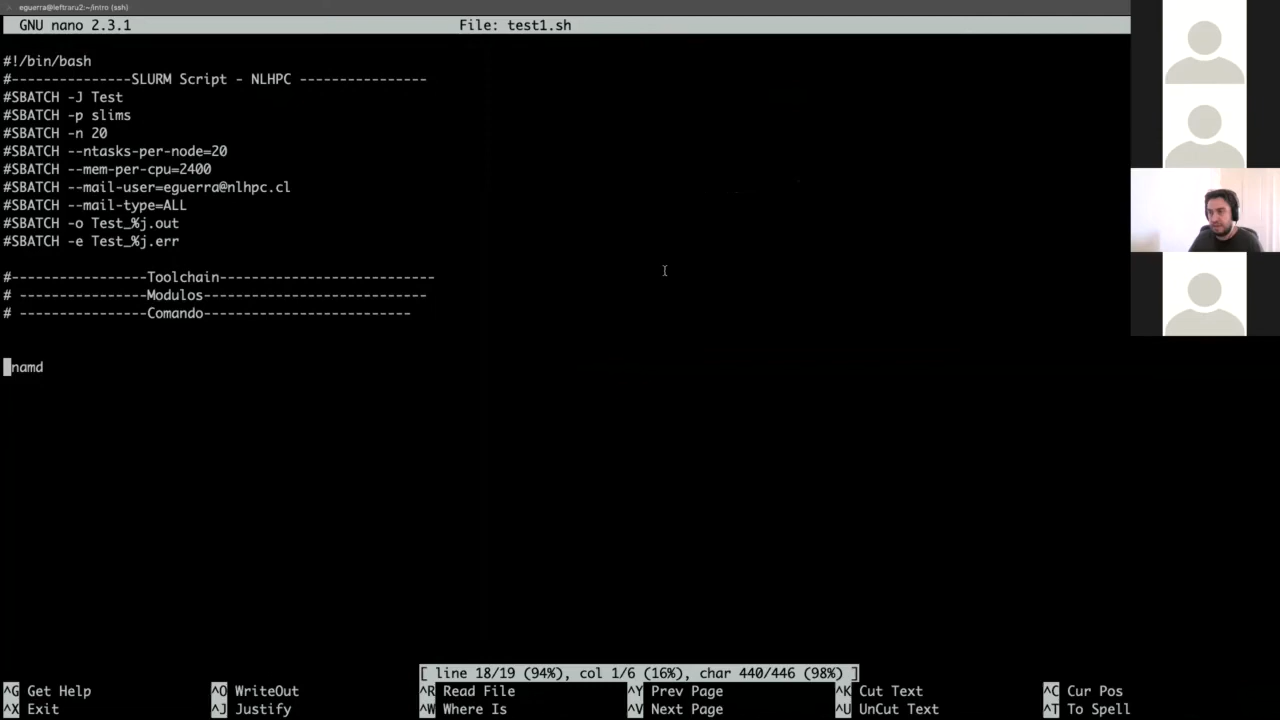 eguerra@leftraru2:~/intro (ssh)
GNU nano 2.3.1 File: test1.sh
#!/bin/bash
#---------------SLURM Script - NLHPC ----------------
#SBATCH -J Test
#SBATCH -p slims
#SBATCH -n 20
#SBATCH --ntasks-per-node=20
#SBATCH --mem-per-cpu=2400
#SBATCH --mail-user=eguerra@nlhpc.cl
#SBATCH --mail-type=ALL
#SBATCH -o Test_%j.out
#SBATCH -e Test_%j.err
#-----------------Toolchain---------------------------
# ----------------Modulos----------------------------
# ----------------Comando--------------------------
namd
[ line 18/19 (94%), col 1/6 (16%), char 440/446 (98%) ]
^G Get Help ^O WriteOut ^R Read File ^Y Prev Page ^K Cut Text ^C Cur Pos
^X Exit ^J Justify ^W Where Is ^V Next Page ^U UnCut Text ^T To Spell